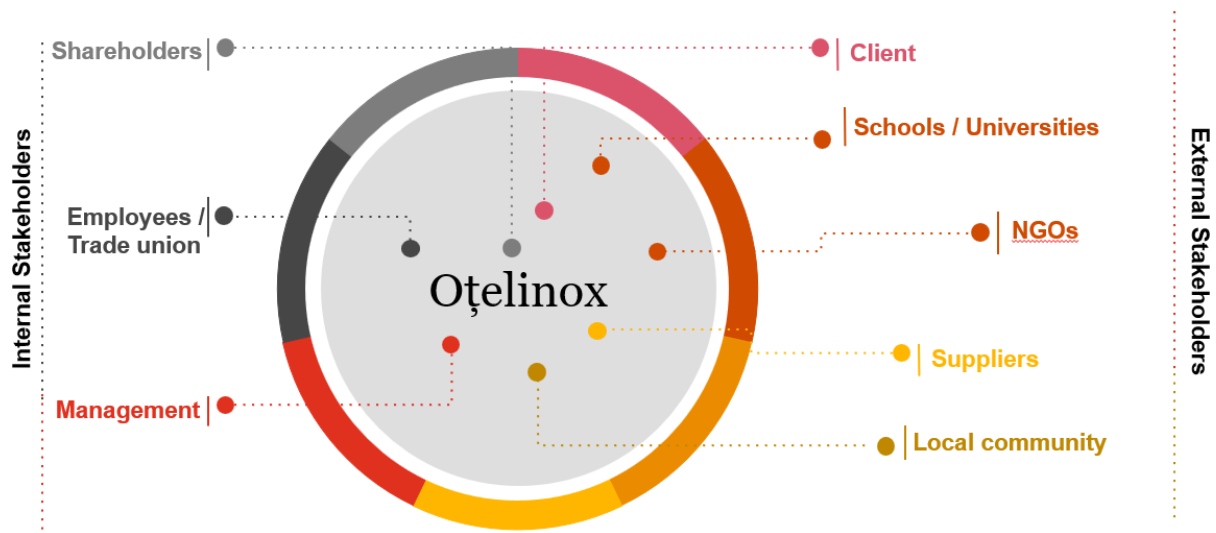 Internal Stakeholders
Shareholders
Employees /
Trade union
Management
Oțelinox
Client
Schools / Universities
NGOs
Suppliers
Local community
External Stakeholders